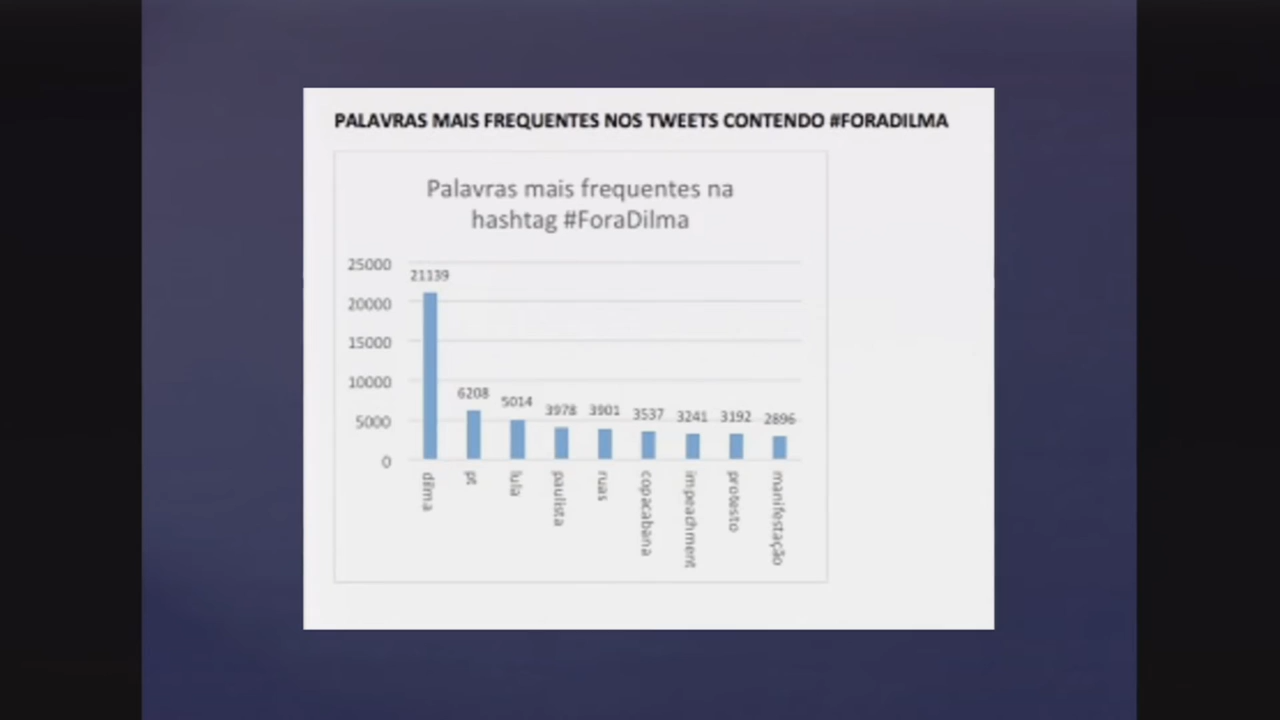 PALAVRAS MAIS FREQUENTES NOS TWEETS CONTENDO #FORADILMA
Palavras mais frequentes na
hashtag #ForaDilma
25000
20000
15000
10000
5000
0
21139
6208
5014
3978
3901
3537
3241
3192
2896
dilma
pt
lula
paulista
ruas
copacabana
impeachment
protesto
manifestação